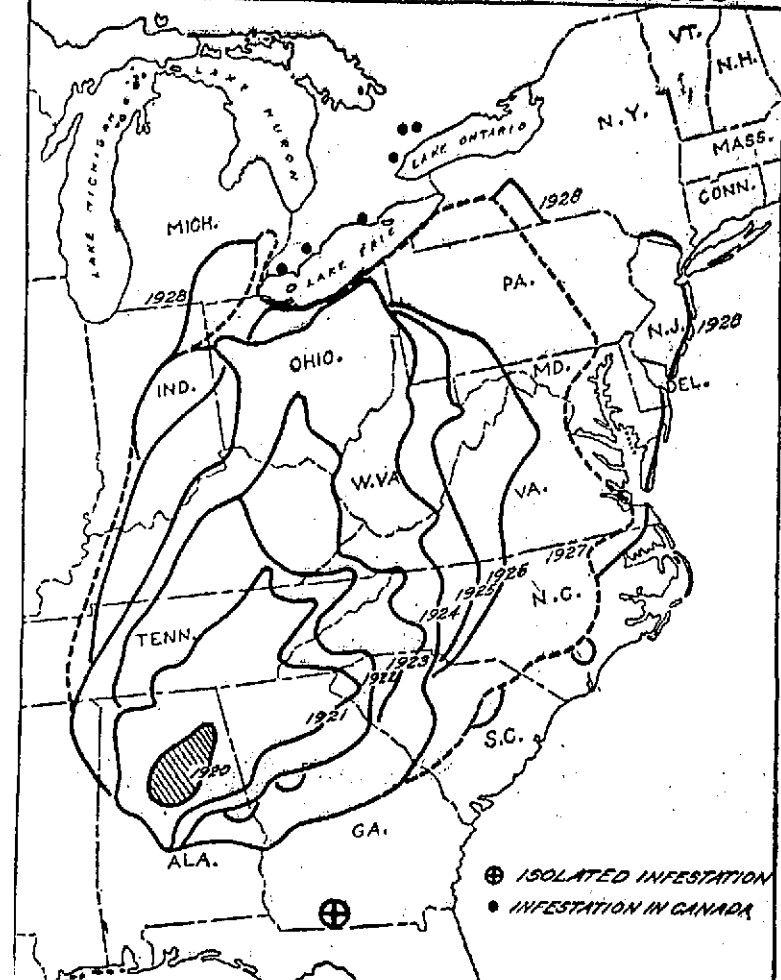 VT.
N.H.
N.Y.
MASS.
CONN.
LAKE MICHIGAN
LAKE HURON
LAKE ONTARIO
MICH.
1928
LAKE ERIE
1928
PA.
N.J. 1928
OHIO.
IND.
MD.
DEL.
W.VA
VA.
1927
1926
1925
N.C.
1924
TENN.
1923
1922
1921
S.C.
1920
GA.
ALA.
ISOLATED INFESTATION
INFESTATION IN CANADA